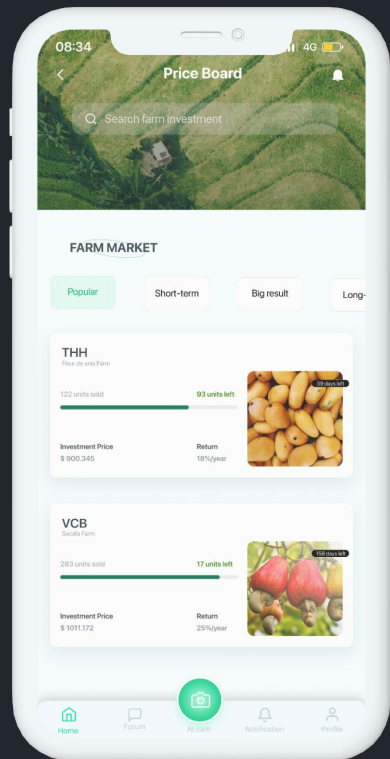 08:34
4G
Price Board
Search farm investment
FARM MARKET
Popular
Short-term
Big result
Long-
THH
Fleur de anis Farm
122 units sold
93 units left
39 days left
Investment Price
Return
$ 900.345
18%/year
VCB
Sacafa Farm
283 units sold
17 units left
158 days left
Investment Price
Return
$ 1011.172
25%/year
Home
Forum
AI cam
Notification
Profile